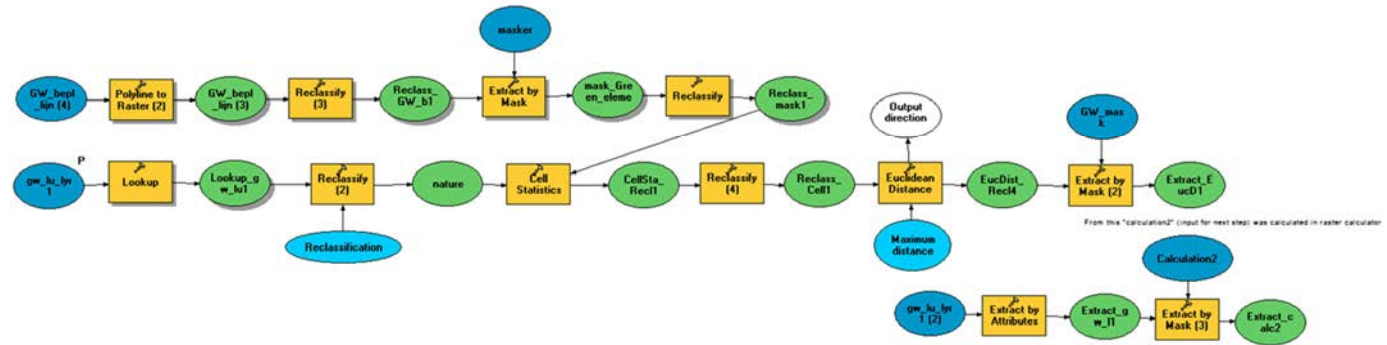 masker
GW_bepl
_lijn (4)
Polyline to
Raster (2)
GW_bepl
_lijn (3)
Reclassify
(3)
Reclass_
GW_b1
Extract by
Mask
mask_Gre
en_eleme
Reclassify
Reclass_
mask1
Output
direction
GW_mas
k
P
gw_lu_lyr
1
Lookup
Lookup_g
w_lu1
Reclassify
(2)
nature
Cell
Statistics
CellSta_
Recl1
Reclassify
(4)
Reclass_
Cell1
Euclidean
Distance
EucDist_
Recl4
Extract by
Mask (2)
Extract_E
ucD1
Reclassification
Maximum
distance
From this "calculation2" (input for next step) was calculated in raster calculator
Calculation2
gw_lu_lyr
1 (2)
Extract by
Attributes
Extract_g
w_l1
Extract by
Mask (3)
Extract_c
alc2